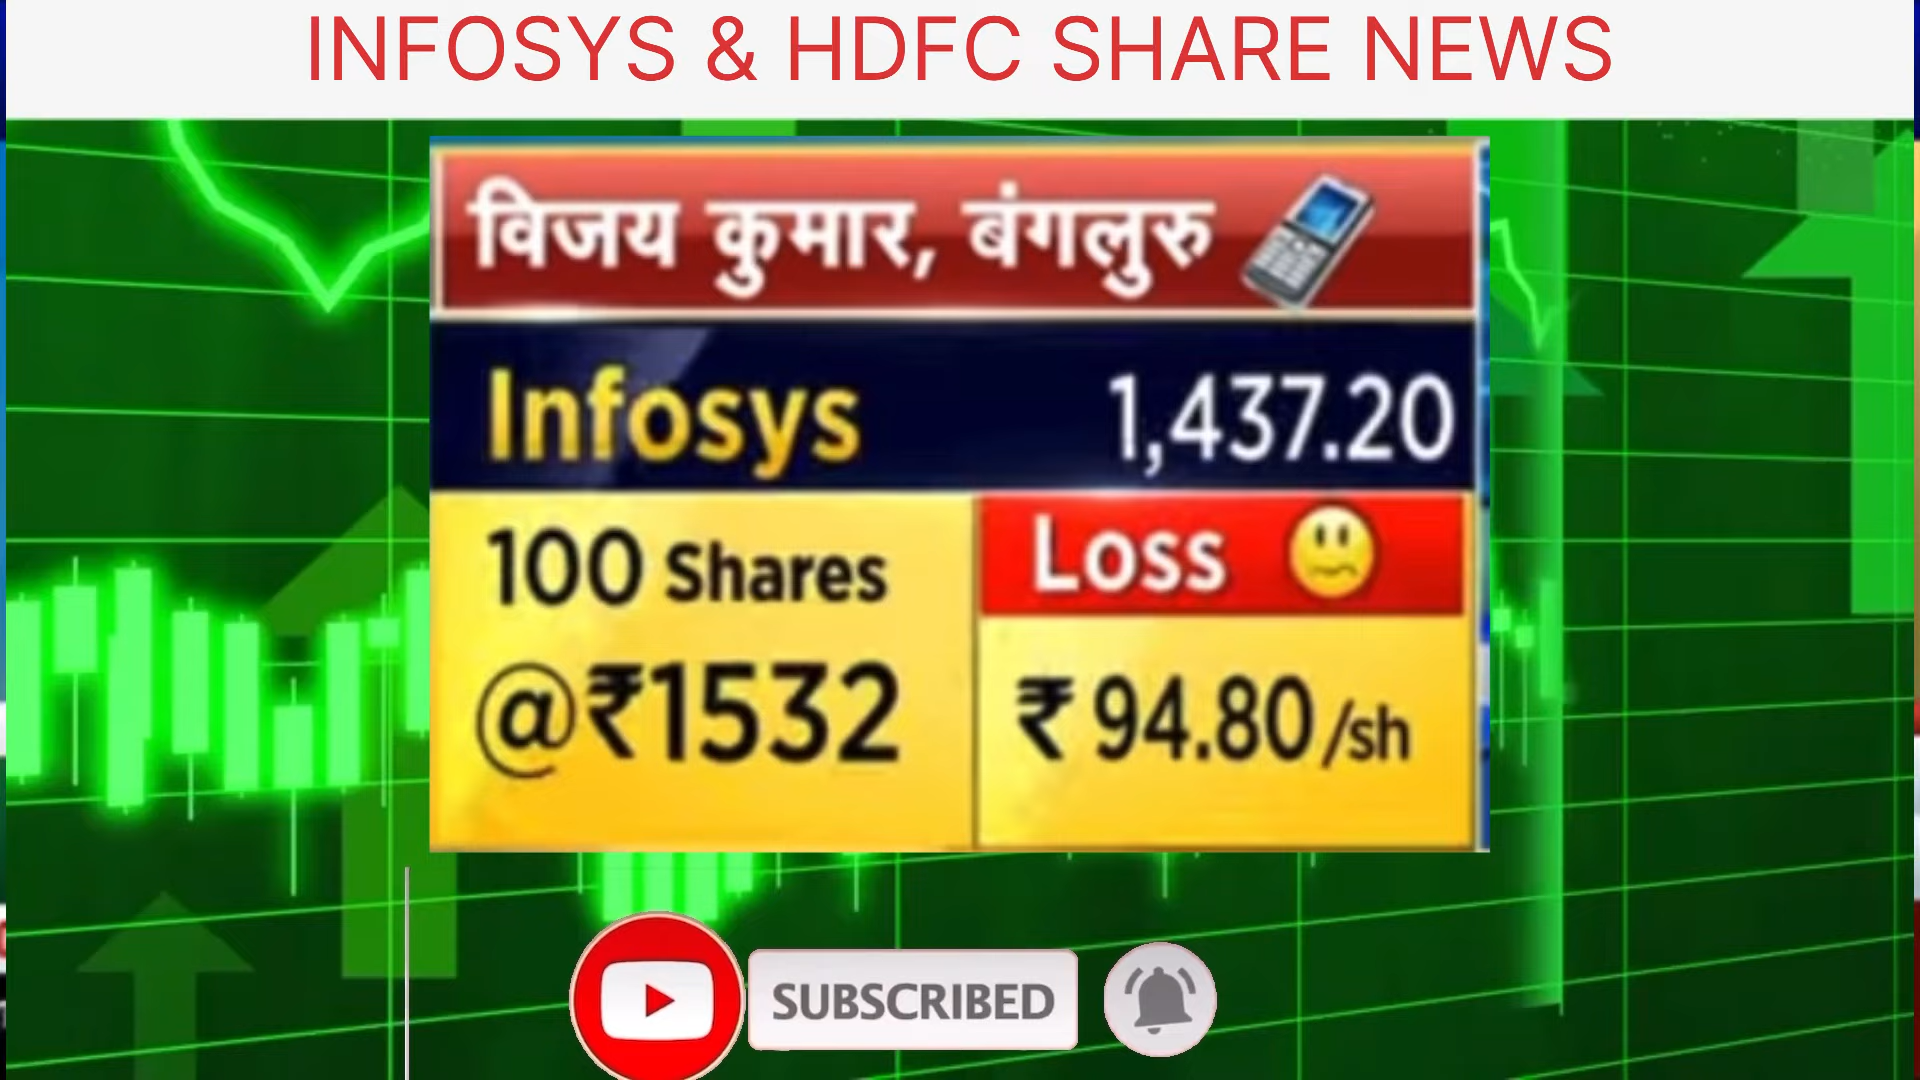 INFOSYS & HDFC SHARE NEWS
विजय कुमार, बंगलुरु
Infosys 1,437.20
100 Shares
Loss
@₹1532
₹ 94.80/sh
SUBSCRIBED